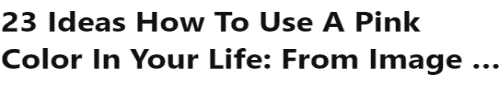 23 Ideas How To Use A Pink
Color In Your Life: From Image ...